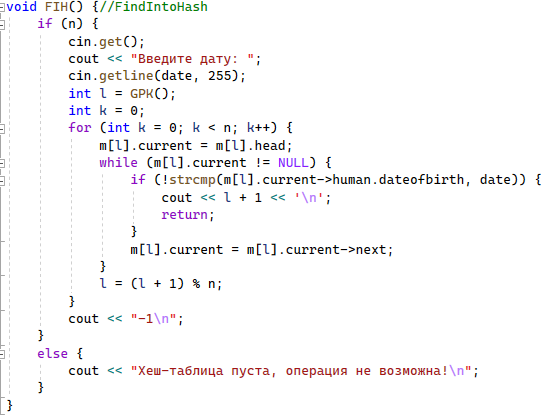 void FIH() {//FindIntoHash
    if (n) {
        cin.get();
        cout << "Введите дату: ";
        cin.getline(date, 255);
        int l = GPK();
        int k = 0;
        for (int k = 0; k < n; k++) {
            m[l].current = m[l].head;
            while (m[l].current != NULL) {
                if (!strcmp(m[l].current->human.dateofbirth, date)) {
                    cout << l + 1 << '\n';
                    return;
                }
                m[l].current = m[l].current->next;
            }
            l = (l + 1) % n;
        }
        cout << "-1\n";
    }
    else {
        cout << "Хеш-таблица пуста, операция не возможна!\n";
    }
}